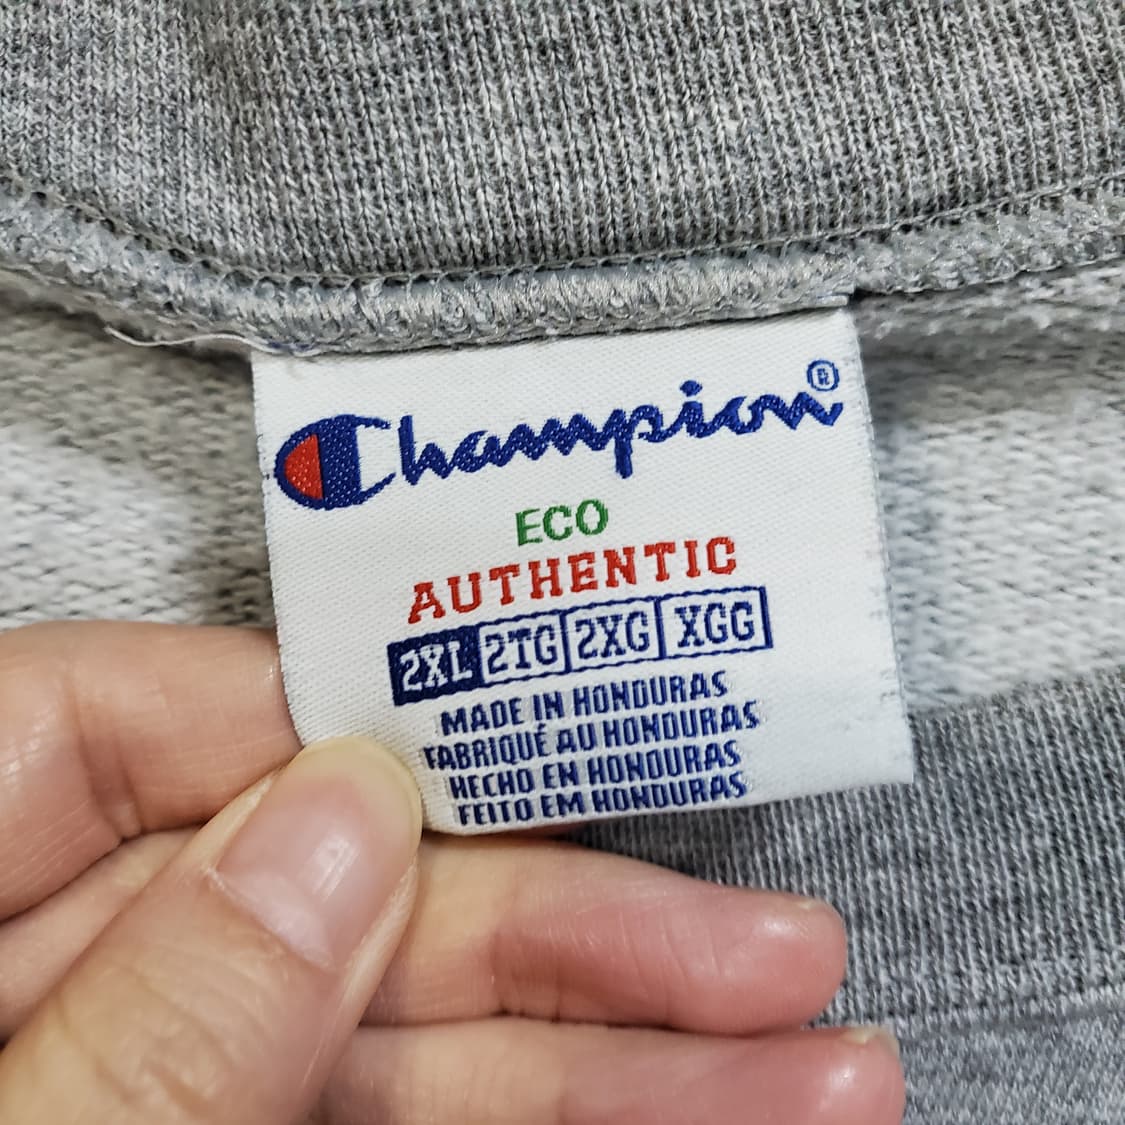 Champion®
ECO
AUTHENTIC
2XL 2TG 2XG XGG
MADE IN HONDURAS
FABRIQUÉ AU HONDURAS
HECHO EN HONDURAS
FEITO EM HONDURAS